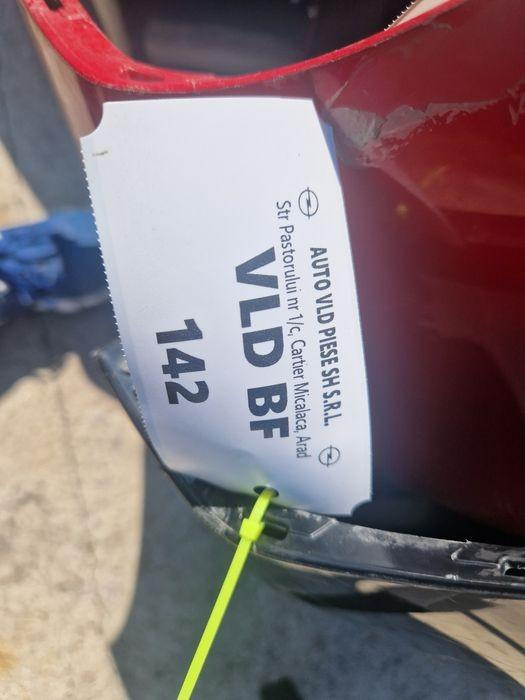 AUTO VLD PIESE SH S.R.L.
Str Pastorului nr 1/c, Cartier Micalaca, Arad
VLD BF
142